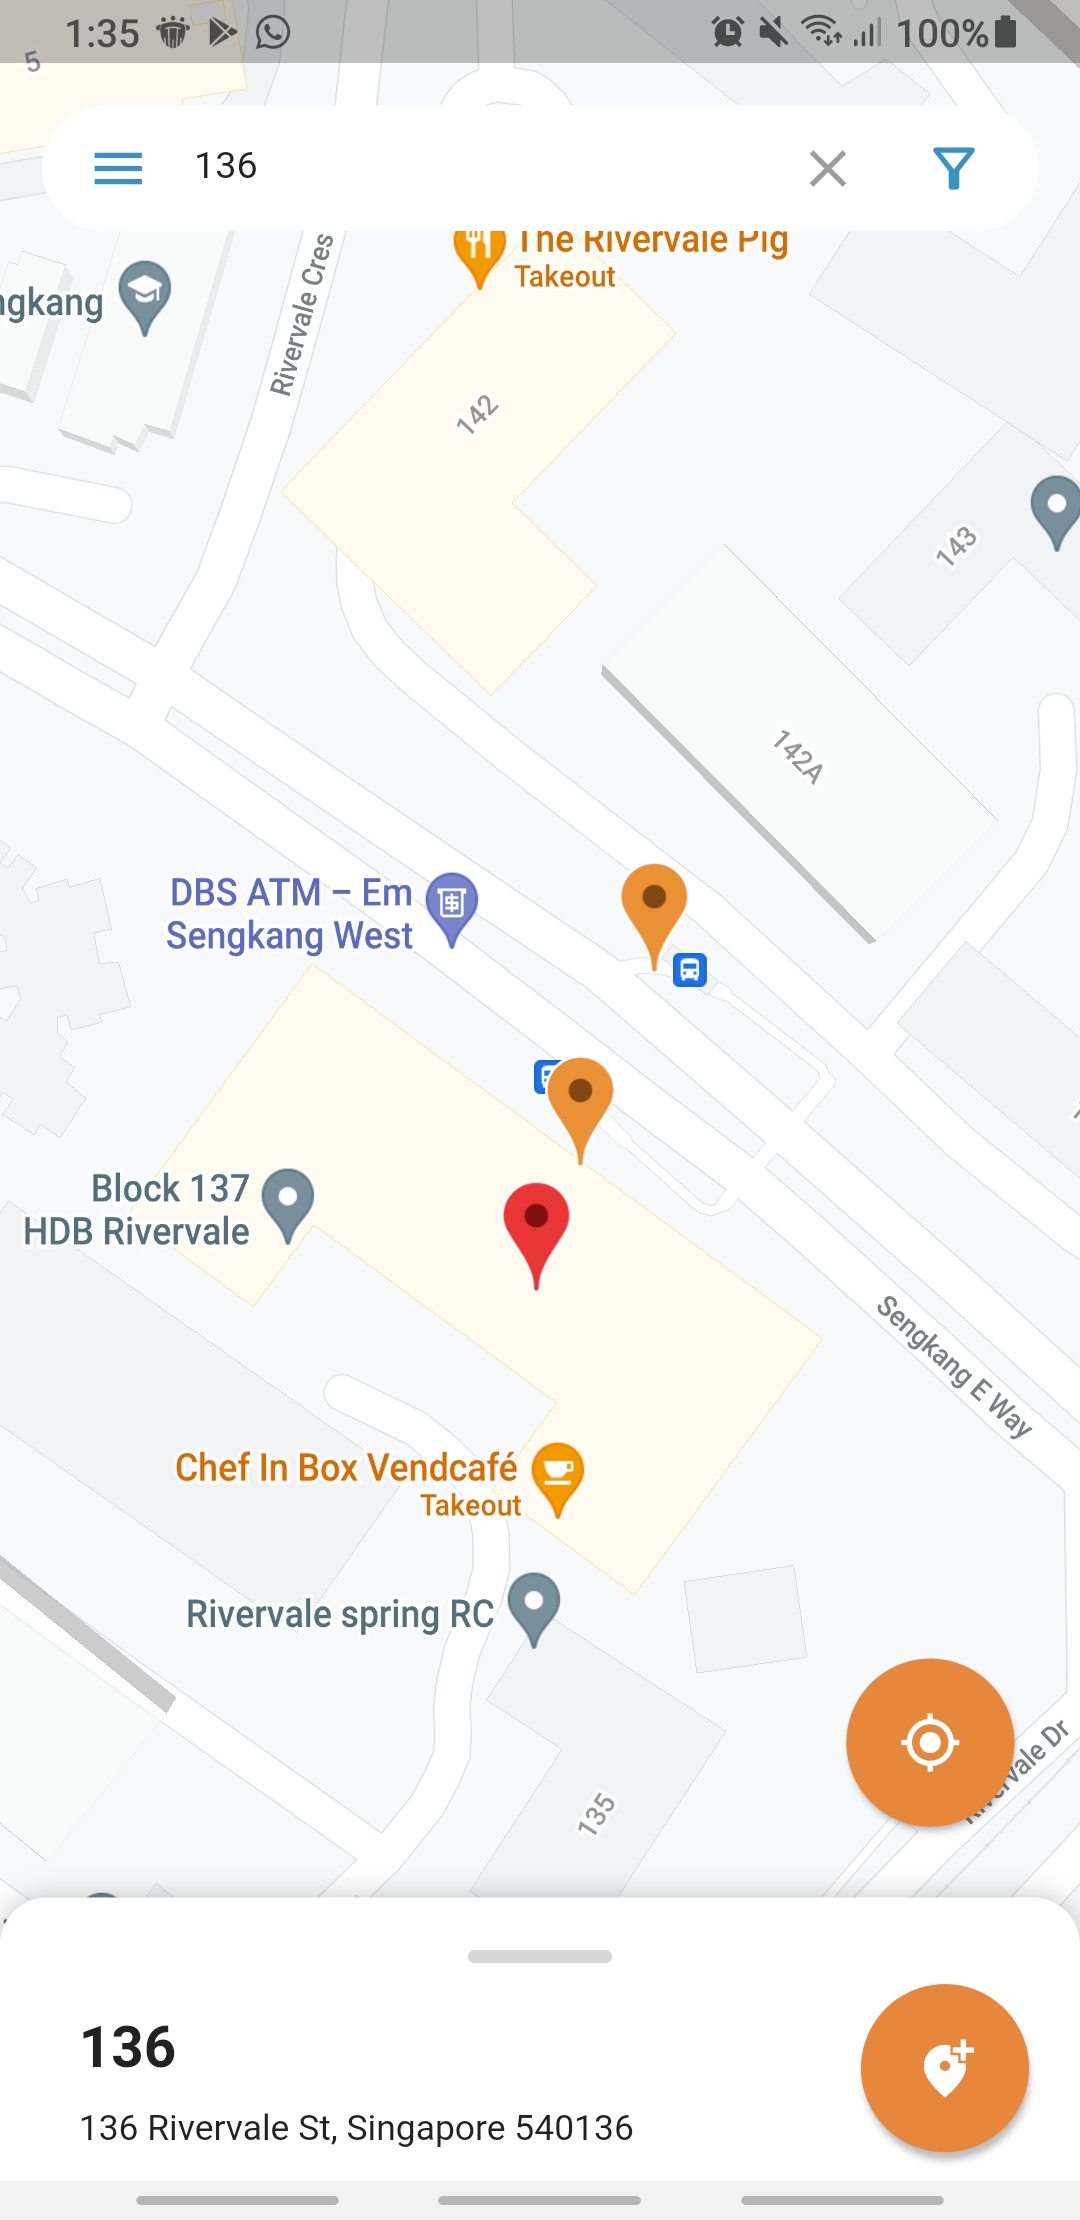 1:35
100%
5
136
The Rivervale Pig
Takeout
ngkang
Rivervale Cres
142
143
142A
DBS ATM – Em
Sengkang West
Block 137
HDB Rivervale
Sengkang E Way
Chef In Box Vendcafé
Takeout
Rivervale spring RC
135
Rivervale Dr
136
136 Rivervale St, Singapore 540136